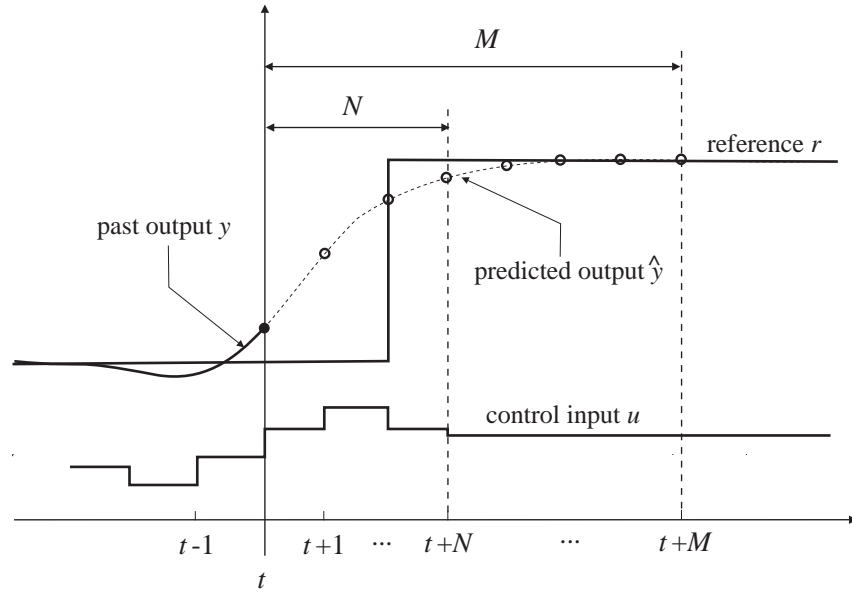 M
N
reference r
past output y
predicted output ŷ
control input u
t-1 t+1 ... t+N ... t+M
t